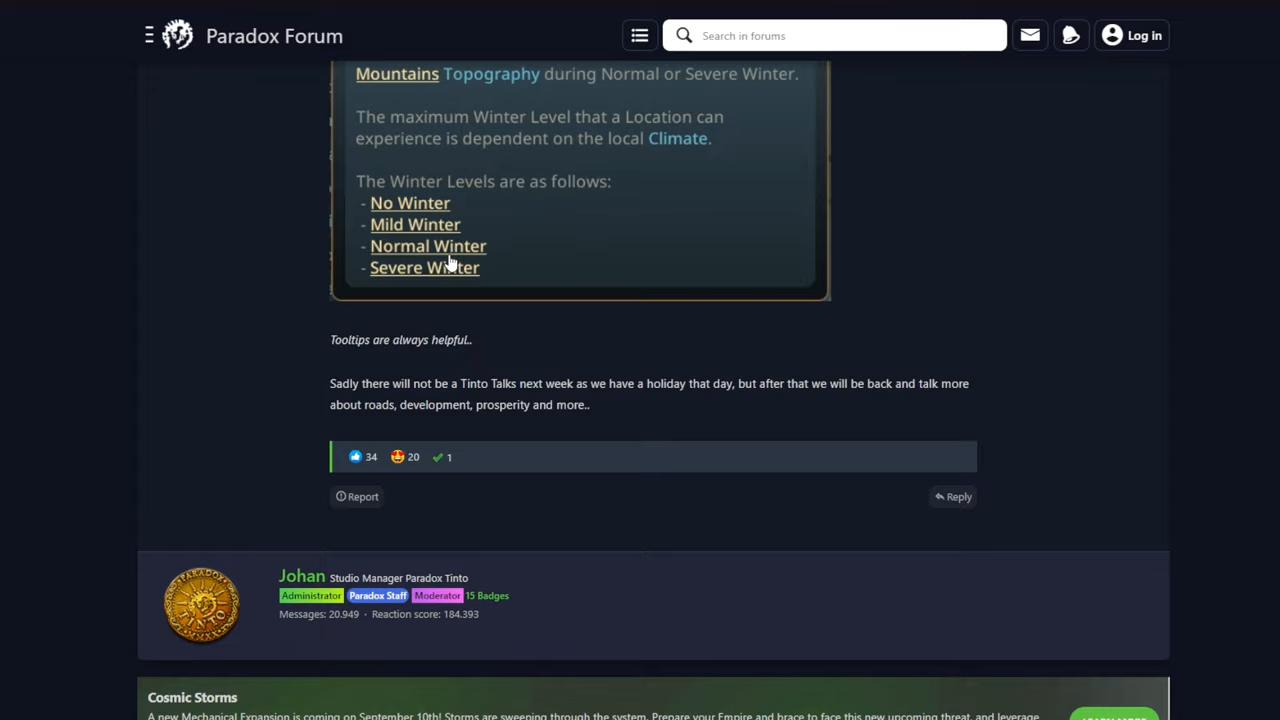 Paradox Forum
Search in forums
Log in
Mountains Topography during Normal or Severe Winter.
The maximum Winter Level that a Location can
experience is dependent on the local Climate.
The Winter Levels are as follows:
- No Winter
- Mild Winter
- Normal Winter
- Severe Winter
Tooltips are always helpful..
Sadly there will not be a Tinto Talks next week as we have a holiday that day, but after that we will be back and talk more
about roads, development, prosperity and more..
34 20 1
Report
Reply
PARADOX
TINTO
Johan Studio Manager Paradox Tinto
Administrator Paradox Staff Moderator 15 Badges
Messages: 20.949 · Reaction score: 184.393
Cosmic Storms
A new Mechanical Expansion is coming on September 10th! Storms are sweeping through the system. Prepare your Empire and brace to face this new upcoming threat, and leverage
LEARN MORE